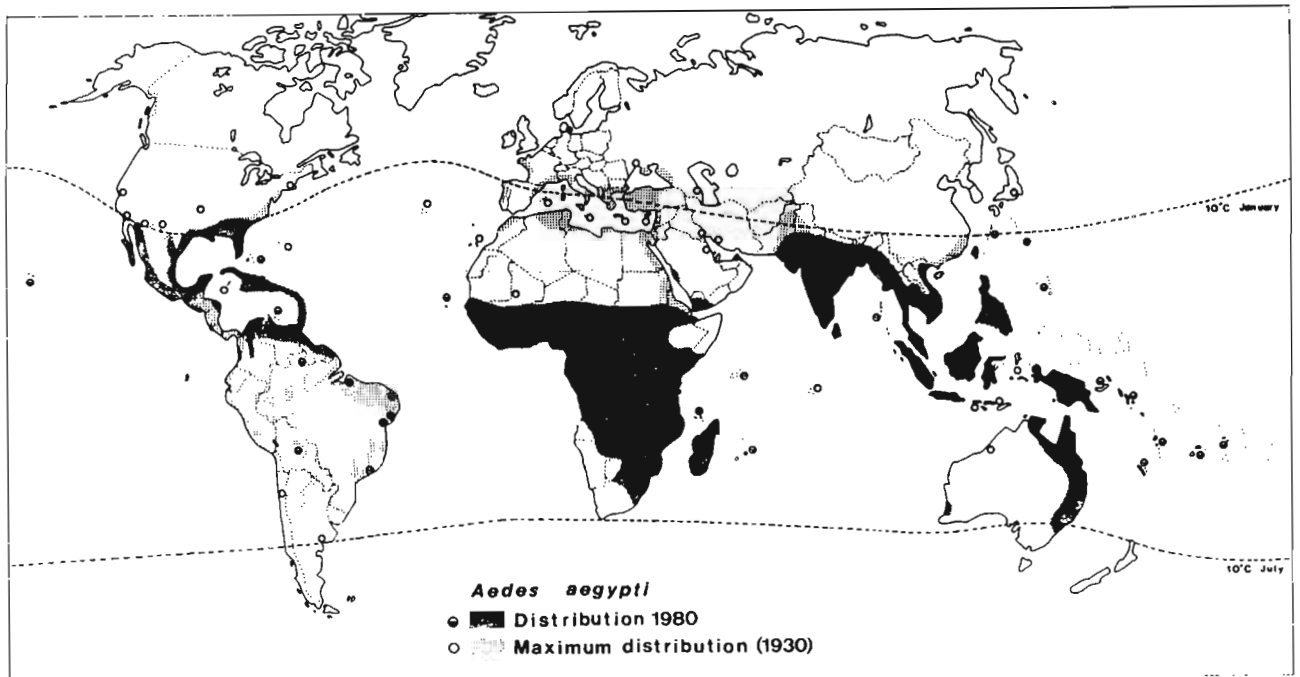 10°C January
10°C July
Aedes aegypti
Distribution 1980
Maximum distribution (1930)